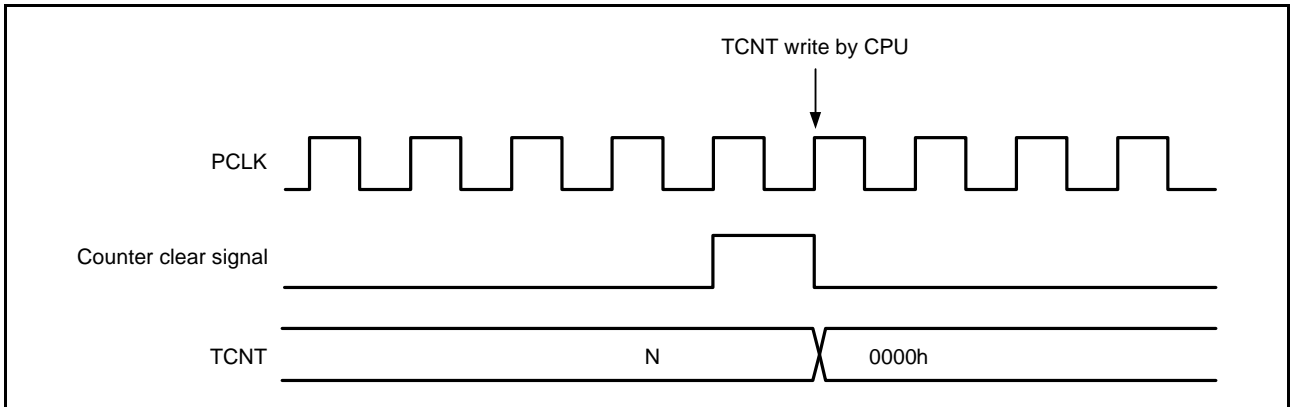 TCNT write by CPU
PCLK
Counter clear signal
TCNT
N
0000h